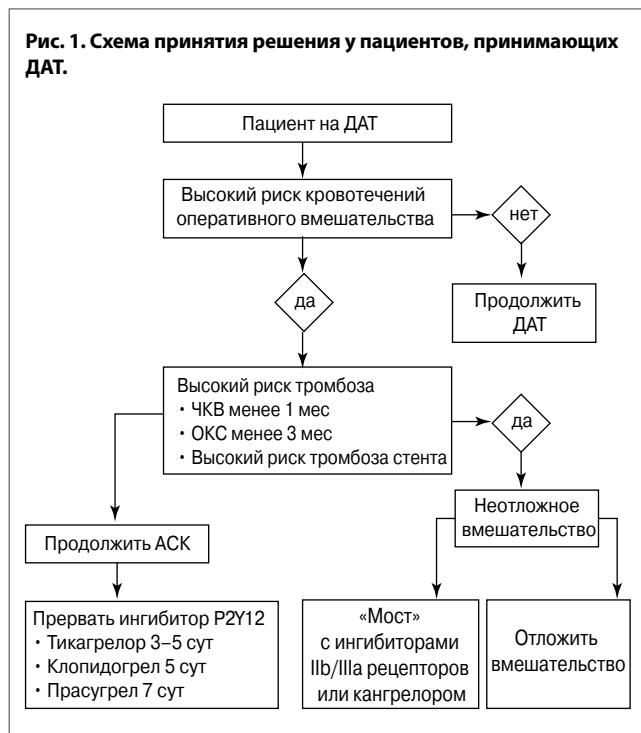 Рис. 1. Схема принятия решения у пациентов, принимающих
ДАТ.
Пациент на ДАТ
Высокий риск кровотечений
оперативного вмешательства
нет
да
Продолжить
ДАТ
Высокий риск тромбоза
· ЧКВ менее 1 мес
· ОКС менее 3 мес
· Высокий риск тромбоза стента
да
Неотложное
вмешательство
Продолжить АСК
Прервать ингибитор P2Y12
· Тикагрелор 3–5 сут
· Клопидогрел 5 сут
· Прасугрел 7 сут
«Мост»
с ингибиторами
IIb/IIIa рецепторов
или кангрелором
Отложить
вмешательство